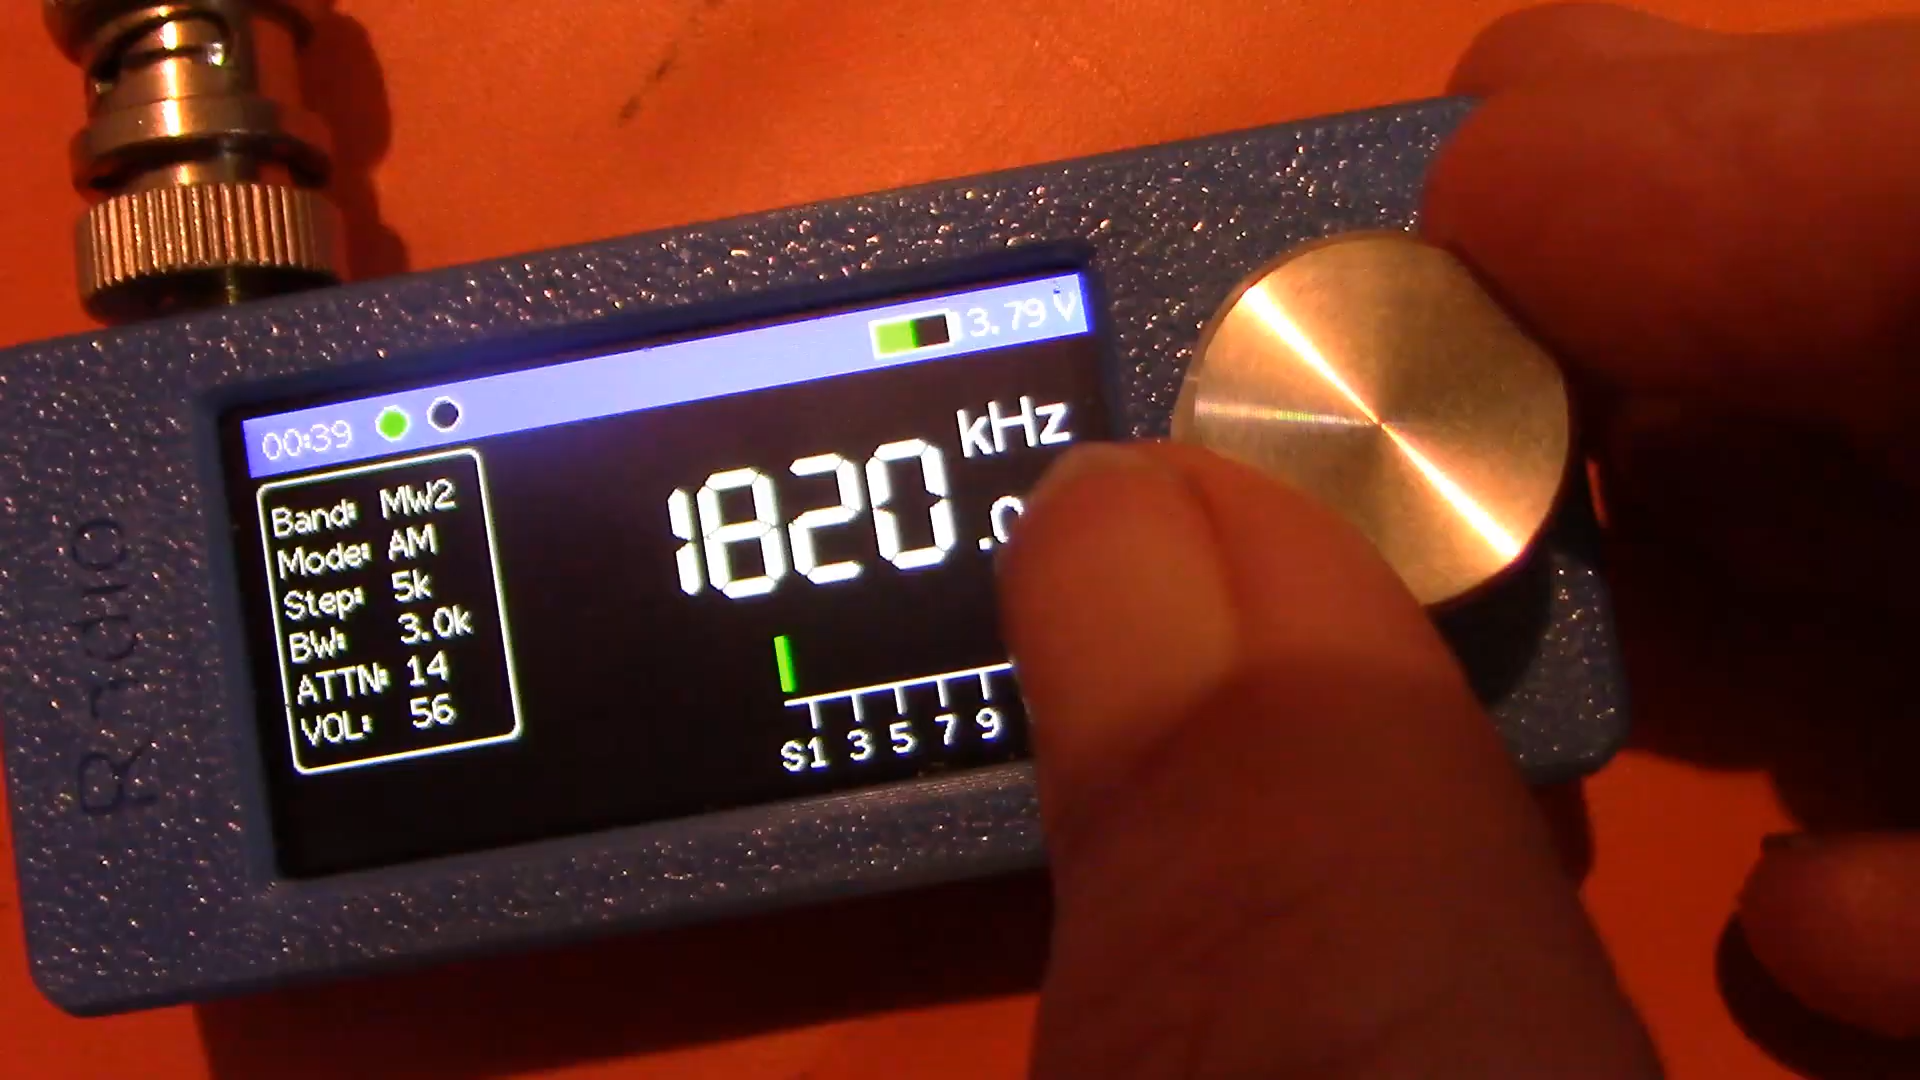 00:39 3.79 V
kHz
1820.0
Band: MW2
Mode: AM
Step: 5k
BW: 3.0k
ATTN: 14
VOL: 56
S1 3 5 7 9